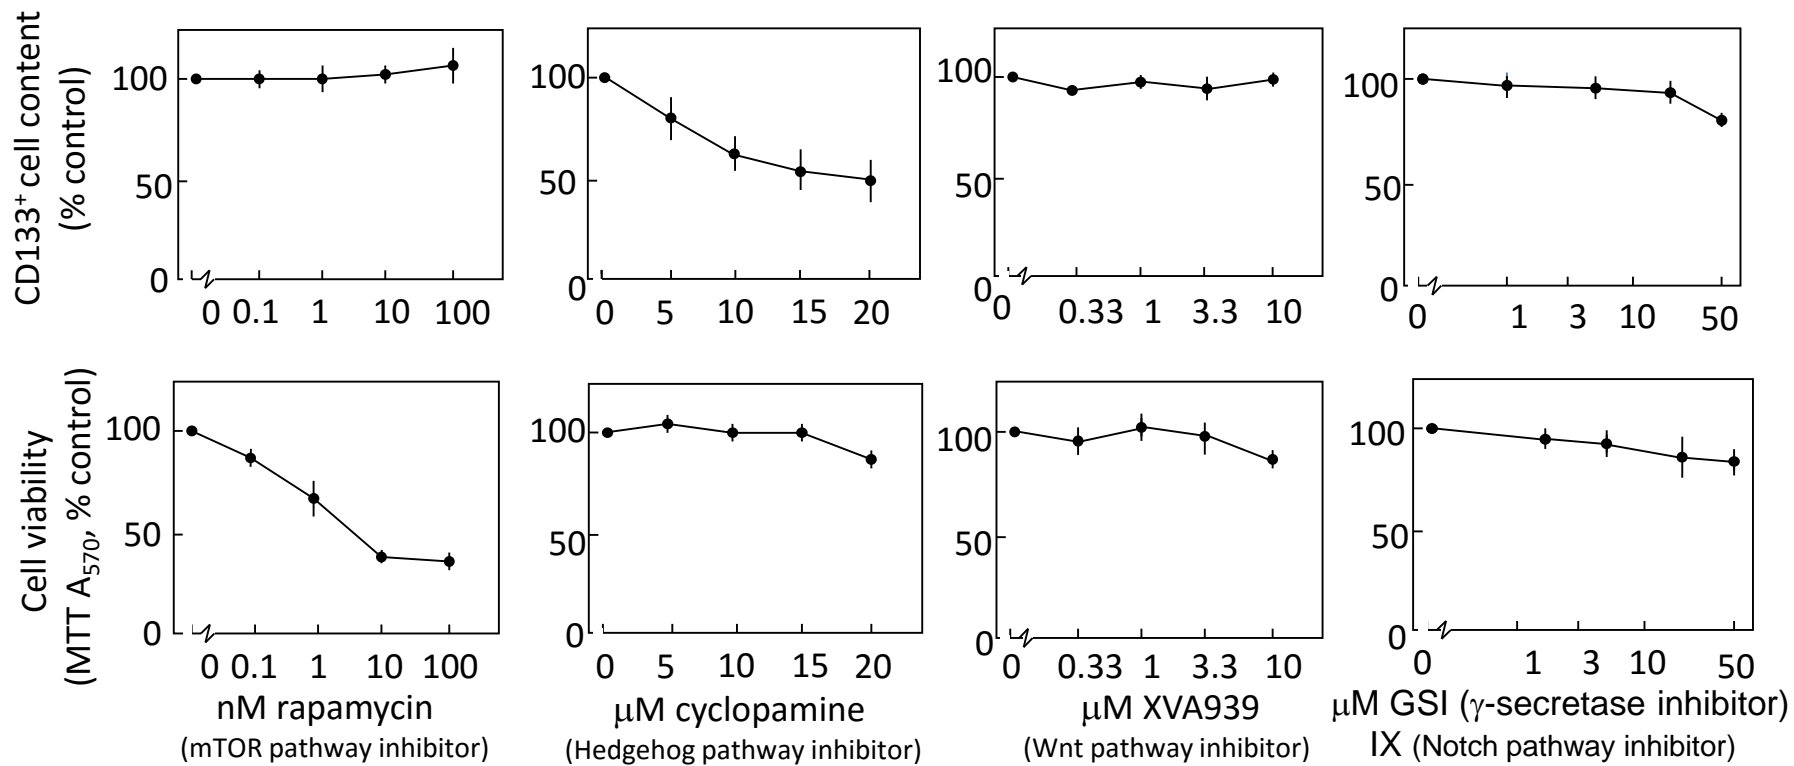 CD133⁺ cell content
(% control)
100
50
0
0 0.1 1 10 100
100
50
0
0 5 10 15 20
100
50
0
0 0.33 1 3.3 10
100
50
0
0 1 3 10 50
Cell viability
(MTT A₅₇₀, % control)
100
50
0
0 0.1 1 10 100
nM rapamycin
(mTOR pathway inhibitor)
100
50
0
0 5 10 15 20
μM cyclopamine
(Hedgehog pathway inhibitor)
100
50
0
0 0.33 1 3.3 10
μM XVA939
(Wnt pathway inhibitor)
100
50
0
0 1 3 10 50
μM GSI (γ-secretase inhibitor)
IX (Notch pathway inhibitor)